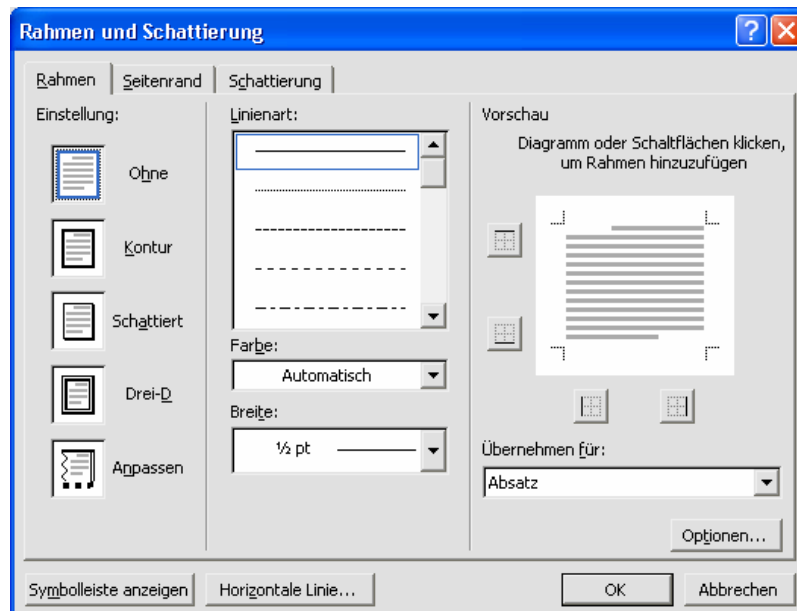 Rahmen und Schattierung
Rahmen
Seitenrand
Schattierung
Einstellung:
Ohne
Kontur
Schattiert
Drei-D
Anpassen
Linienart:
Farbe:
Automatisch
Breite:
½ pt
Vorschau
Diagramm oder Schaltflächen klicken,
um Rahmen hinzuzufügen
Übernehmen für:
Absatz
Optionen...
Symbolleiste anzeigen
Horizontale Linie...
OK
Abbrechen